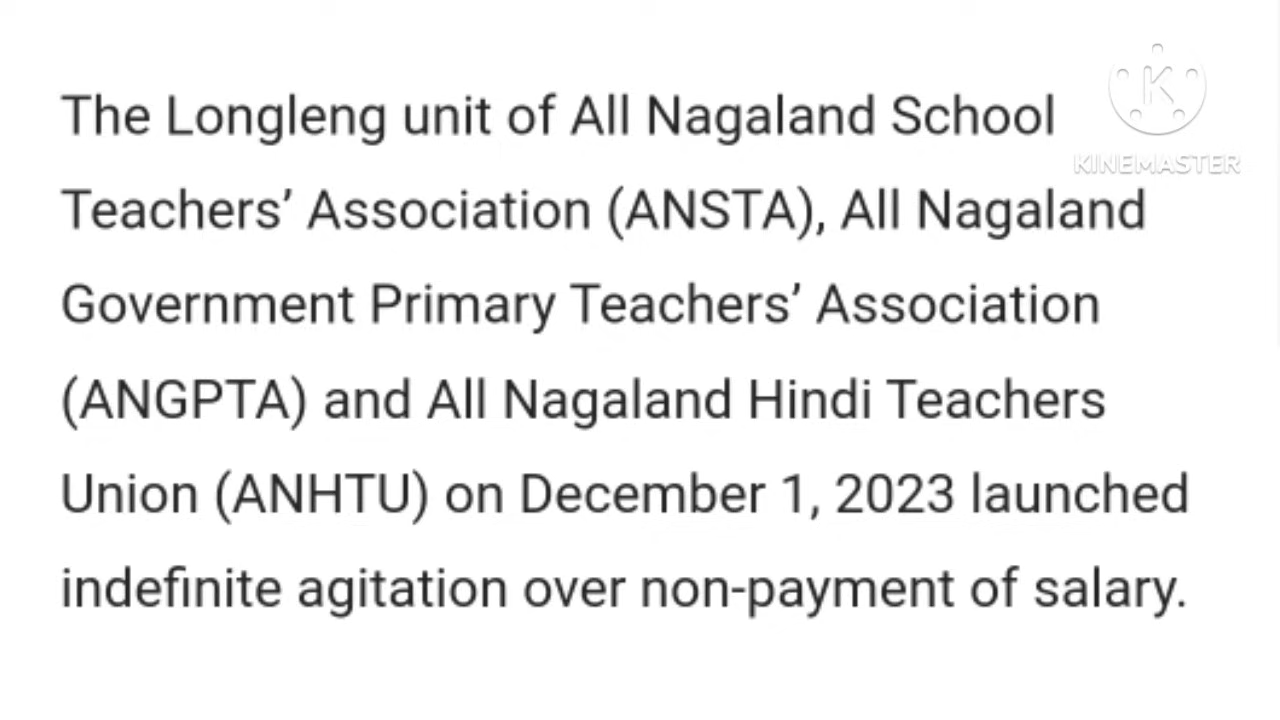 The Longleng unit of All Nagaland School
Teachers’ Association (ANSTA), All Nagaland
Government Primary Teachers’ Association
(ANGPTA) and All Nagaland Hindi Teachers
Union (ANHTU) on December 1, 2023 launched
indefinite agitation over non-payment of salary.
K
KINEMASTER